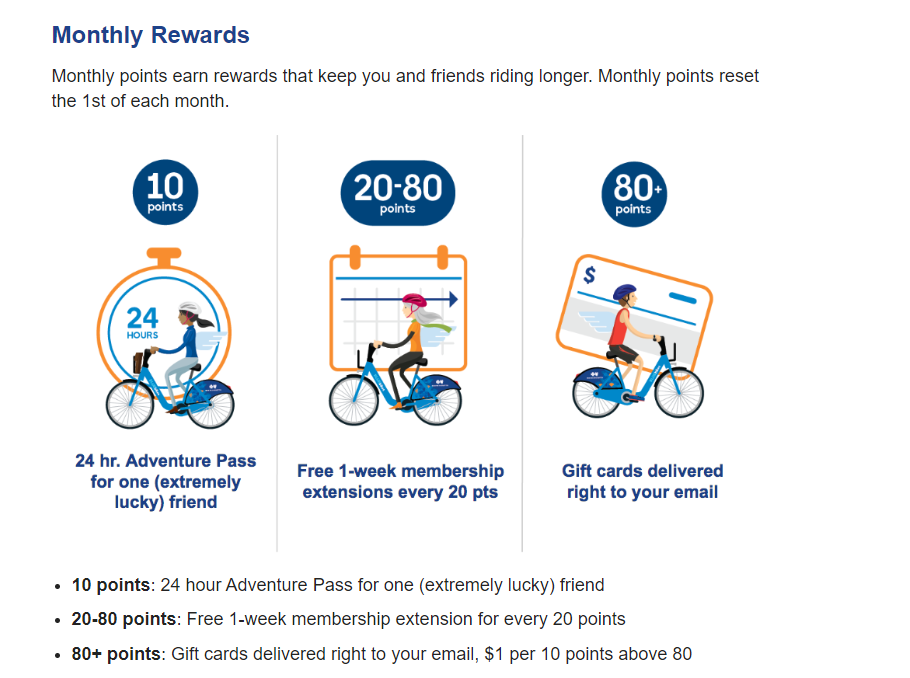 Monthly Rewards
Monthly points earn rewards that keep you and friends riding longer. Monthly points reset
the 1st of each month.
10
points
20-80
points
80+
points
24
HOURS
$
24 hr. Adventure Pass
for one (extremely
lucky) friend
Free 1-week membership
extensions every 20 pts
Gift cards delivered
right to your email
• 10 points: 24 hour Adventure Pass for one (extremely lucky) friend
• 20-80 points: Free 1-week membership extension for every 20 points
• 80+ points: Gift cards delivered right to your email, $1 per 10 points above 80